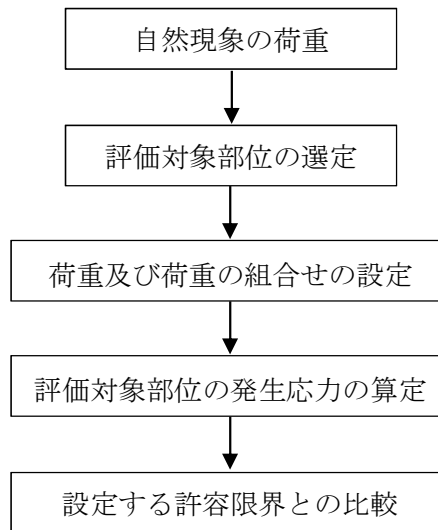 自然現象の荷重
評価対象部位の選定
荷重及び荷重の組合せの設定
評価対象部位の発生応力の算定
設定する許容限界との比較